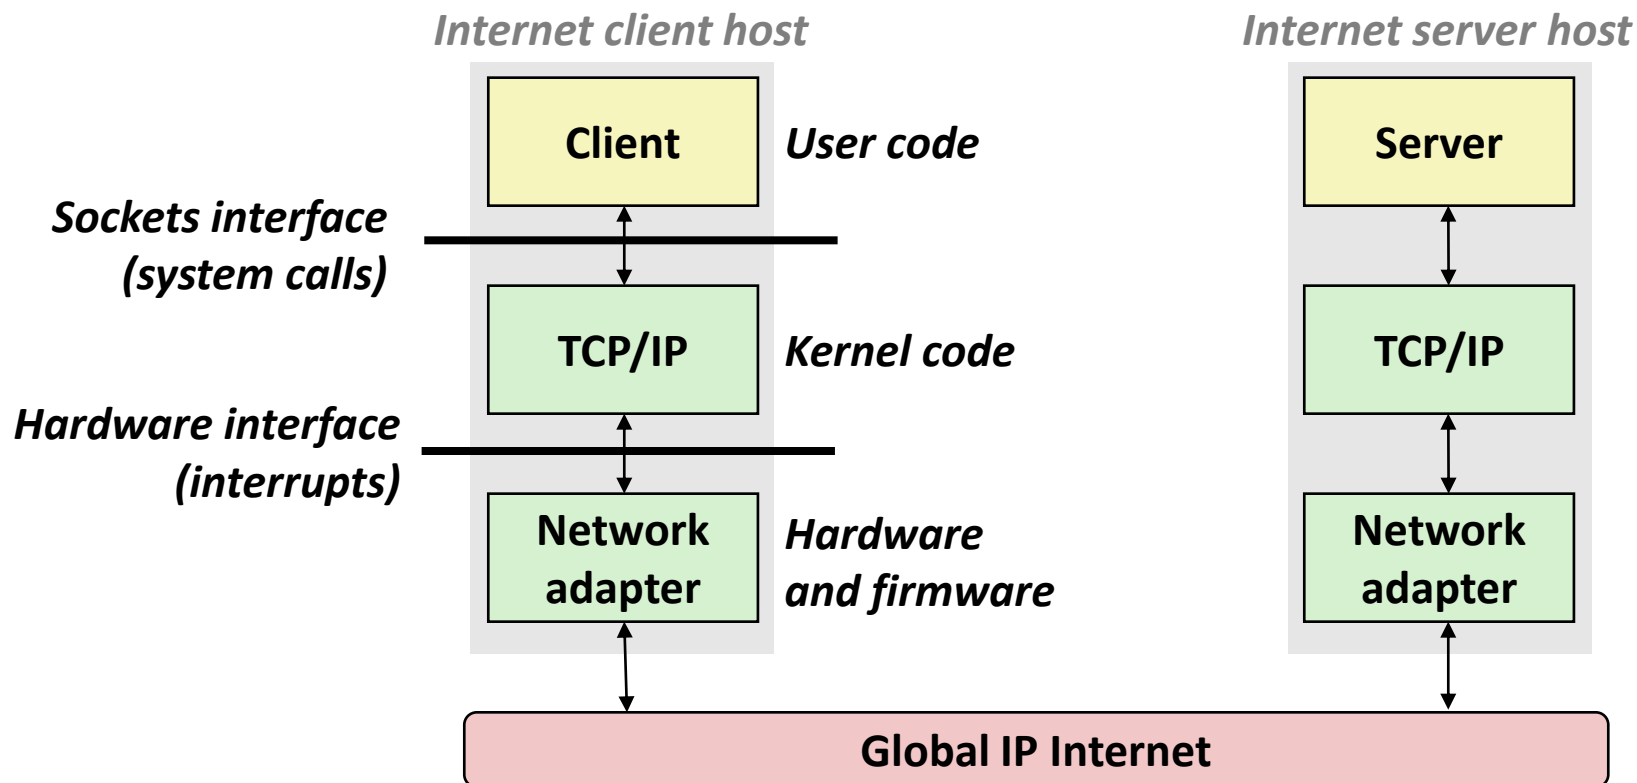 Internet client host
Internet server host
Client
User code
Server
Sockets interface
(system calls)
TCP/IP
Kernel code
TCP/IP
Hardware interface
(interrupts)
Network
adapter
Hardware
and firmware
Network
adapter
Global IP Internet